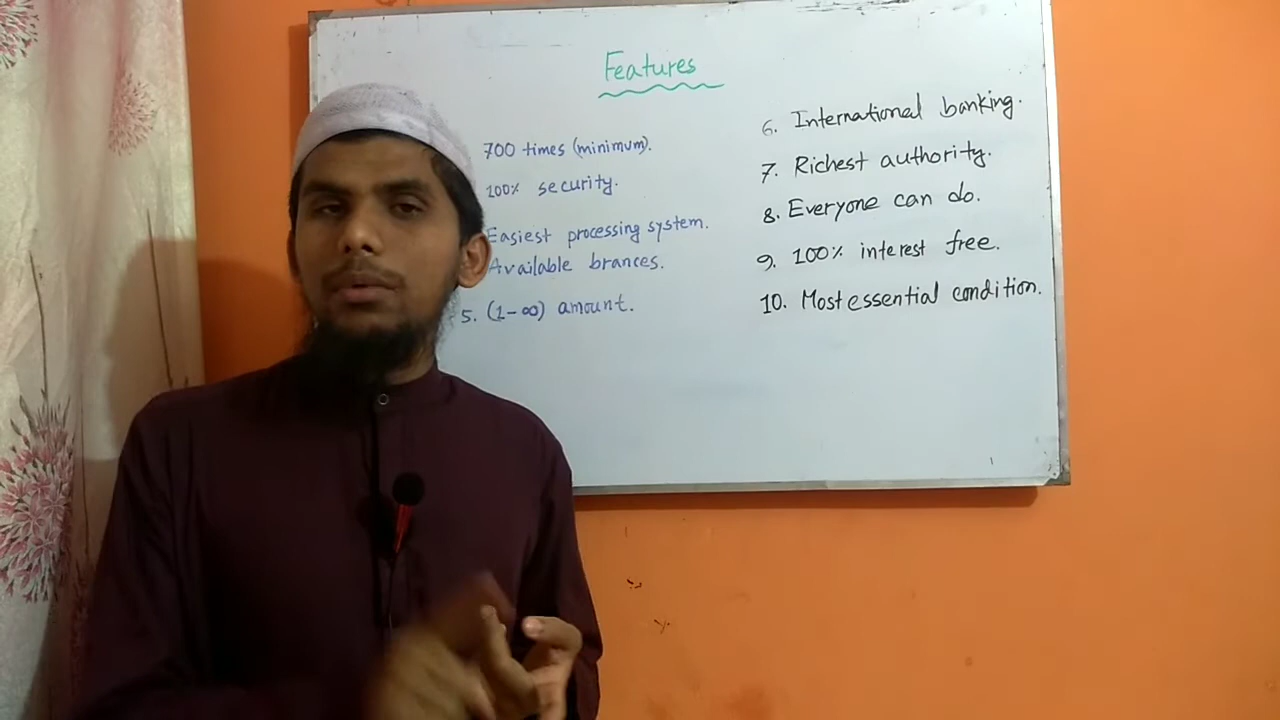 Features
700 times (minimum).
100% security.
Easiest processing system.
Available brances.
5. (1-∞) amount.
6. International banking.
7. Richest authority.
8. Everyone can do.
9. 100% interest free.
10. Most essential condition.